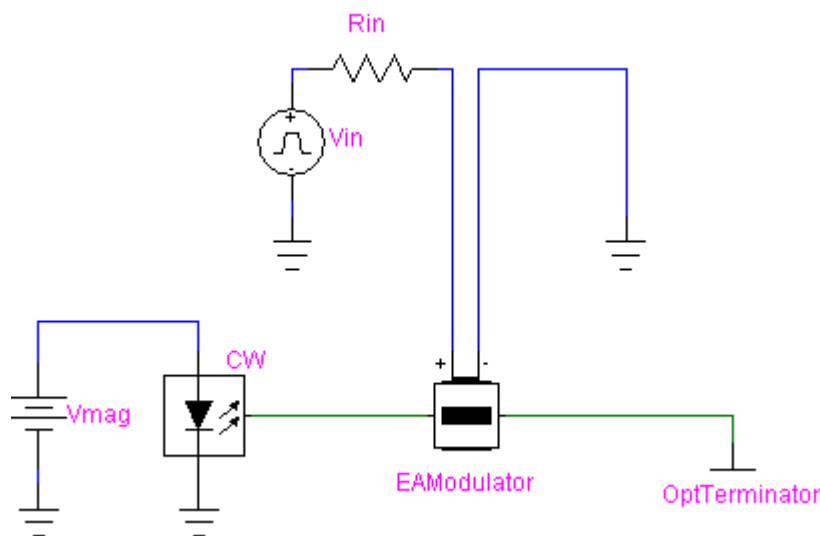 Rin
+
Vin
-
CW
Vmag
+ -
EAModulator
OptTerminator